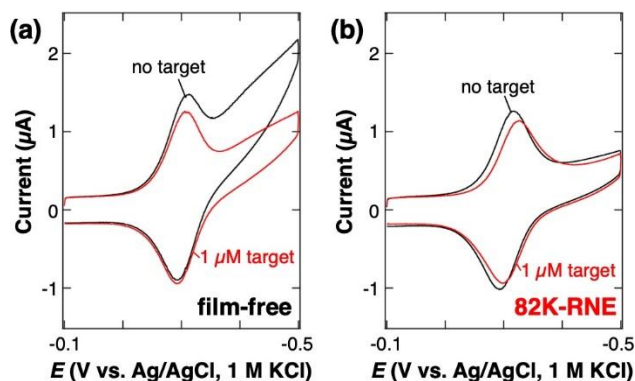 (a)
2
1
0
-1
Current (µA)
no target
1 µM target
film-free
-0.1
-0.5
E (V vs. Ag/AgCl, 1 M KCl)
(b)
2
1
0
-1
Current (µA)
no target
1 µM target
82K-RNE
-0.1
-0.5
E (V vs. Ag/AgCl, 1 M KCl)